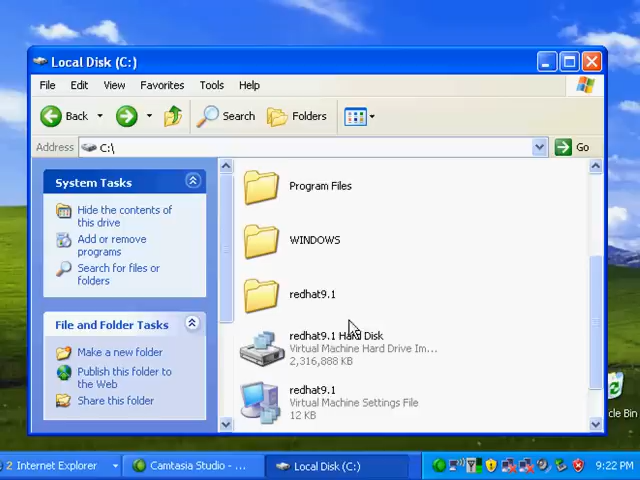 Local Disk (C:)
File Edit View Favorites Tools Help
Back Search Folders
Address C:\ Go
System Tasks
Hide the contents of
this drive
Add or remove
programs
Search for files or
folders
File and Folder Tasks
Make a new folder
Publish this folder to
the Web
Share this folder
Program Files
WINDOWS
redhat9.1
redhat9.1 Hard Disk
Virtual Machine Hard Drive Im...
2,316,888 KB
redhat9.1
Virtual Machine Settings File
12 KB
cle Bin
2 Internet Explorer Camtasia Studio - ... Local Disk (C:) 9:22 PM